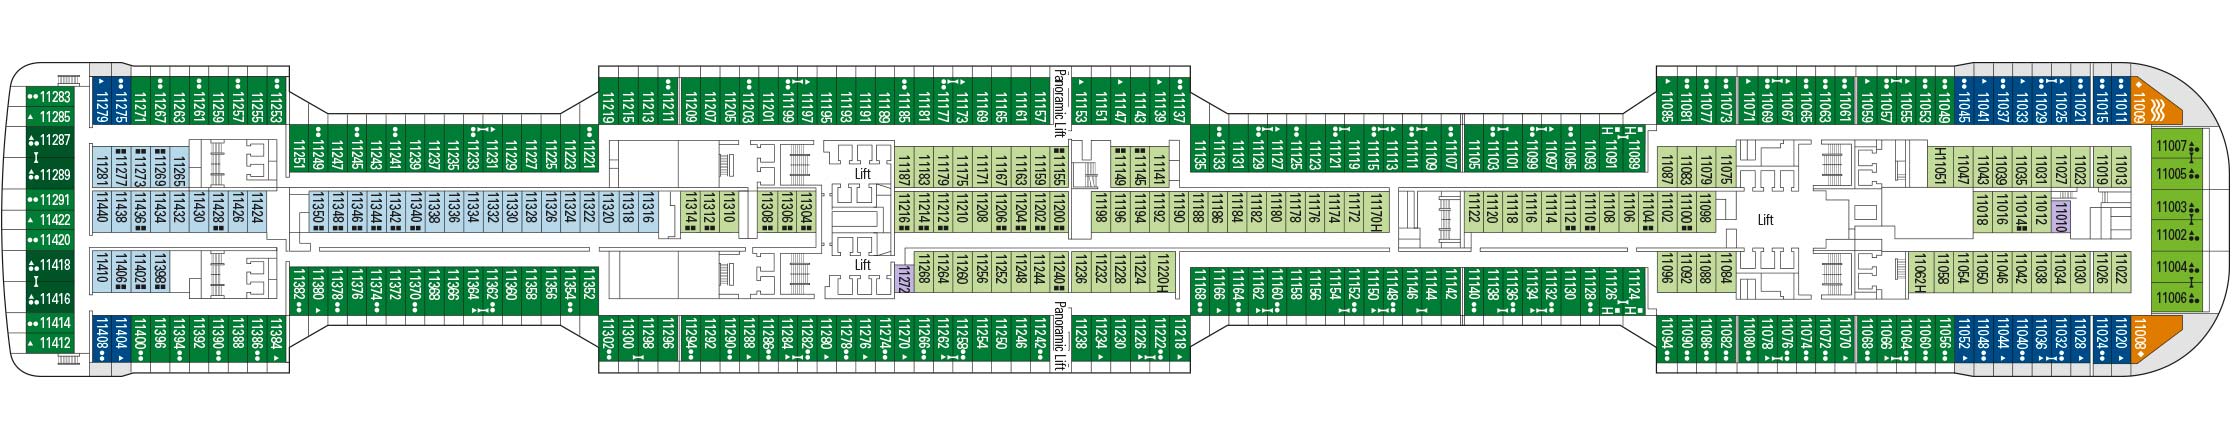 11283
11285
11287
11289
11291
11422
11420
11418
11416
11414
11412
11279 11275 11271 11267 11263 11261 11259 11257 11255 11253
11281 11277 11273 11269 11265
11440 11438 11436 11434 11432 11430 11428 11426 11424
11410 11406 11402 11398
11408 11404 11400 11396 11394 11392 11390 11388 11386 11384
11251 11249 11247 11245 11243 11241 11239 11237 11235 11233 11231 11229 11227 11225 11223 11221
11350 11348 11346 11344 11342 11340 11338 11336 11334 11332 11330 11328 11326 11324 11322 11320 11318 11316
11382 11380 11378 11376 11374 11372 11370 11368 11366 11364 11362 11360 11358 11356 11354 11352
11219 11215 11213 11211 11209 11207 11205 11203 11201 11199 11197 11195 11193 11191 11189 11185 11181 11177 11173 11169 11165 11161 11157
Panoramic Lift
11153 11151 11147 11143 11139 11137
11314 11312 11310 11308 11306 11304
Lift
Lift
11187 11183 11179 11175 11171 11167 11163 11159 11155
11149 11145 11141
11216 11214 11212 11210 11208 11206 11204 11202 11200
11198 11196 11194 11192 11190 11188 11186 11184 11182 11180 11178 11176 11174 11172 11170H
11272 11268 11264 11260 11256 11252 11248 11244 11240
11236 11232 11228 11224 11220H
11302 11300 11298 11296 11294 11292 11290 11288 11286 11284 11282 11280 11278 11276 11274 11270 11266 11262 11258 11254 11250 11246 11242
Panoramic Lift
11238 11234 11230 11226 11222 11218
11135 11133 11131 11129 11127 11125 11123 11121 11119 11115 11113 11111 11109 11107 11105 11103 11101 11099 11097 11095 11093 11091 H 11089 H
11122 11120 11118 11116 11114 11112 11110 11108 11106 11104 11102 11100 11098
11168 11166 11164 11162 11160 11158 11156 11154 11152 11150 11148 11146 11144 11142 11140 11138 11136 11134 11132 11130 11128 11126 H 11124 H
11085 11081 11077 11073 11071 11069 11067 11065 11063 11061 11059 11057 11055 11053 11049 11045 11041 11037 11033 11029 11025 11021 11015 11011 11009
11087 11083 11079 11075
H11051 11047 11043 11039 11035 11031 11027 11023 11019 11013
Lift
11018 11016 11014 11012 11010
11096 11092 11088 11084
11062H 11058 11054 11050 11046 11042 11038 11034 11030 11026 11022
11094 11090 11086 11082 11080 11078 11076 11074 11072 11070 11068 11066 11064 11060 11056 11052 11048 11044 11040 11036 11032 11028 11024 11020 11008
11007
11005
11003
11002
11004
11006